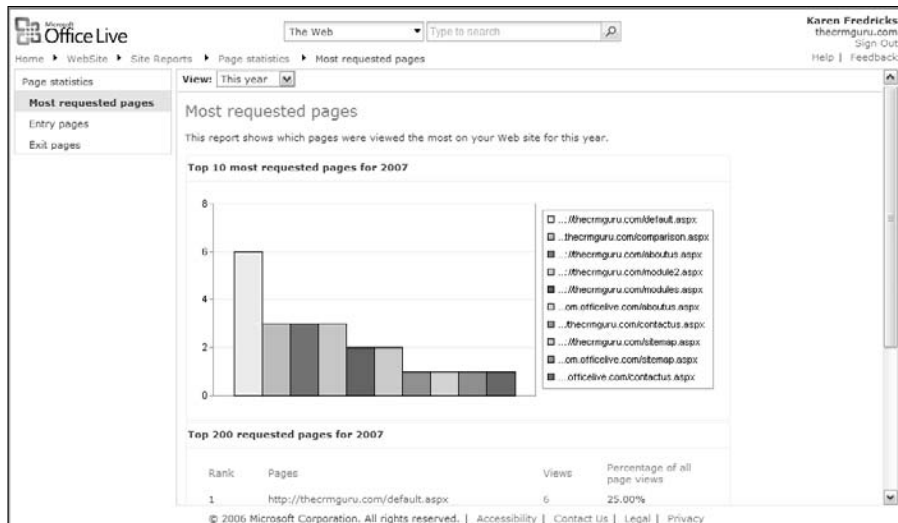 Microsoft
Office Live
The Web
Type to search
Karen Fredricks
thecrmguru.com
Sign Out
Help | Feedback
Home ▸ WebSite ▸ Site Reports ▸ Page statistics ▸ Most requested pages
Page statistics
Most requested pages
Entry pages
Exit pages
View: This year
Most requested pages
This report shows which pages were viewed the most on your Web site for this year.
Top 10 most requested pages for 2007
8
6
4
2
0
...://thecrmguru.com/default.aspx
...thecrmguru.com/comparison.aspx
...://thecrmguru.com/aboutus.aspx
...://thecrmguru.com/module2.aspx
...://thecrmguru.com/modules.aspx
...om.officelive.com/aboutus.aspx
.../thecrmguru.com/contactus.aspx
...://thecrmguru.com/sitemap.aspx
...om.officelive.com/sitemap.aspx
...officelive.com/contactus.aspx
Top 200 requested pages for 2007
Rank Pages Views Percentage of all page views
1 http://thecrmguru.com/default.aspx 6 25.00%
© 2006 Microsoft Corporation. All rights reserved. | Accessibility | Contact Us | Legal | Privacy